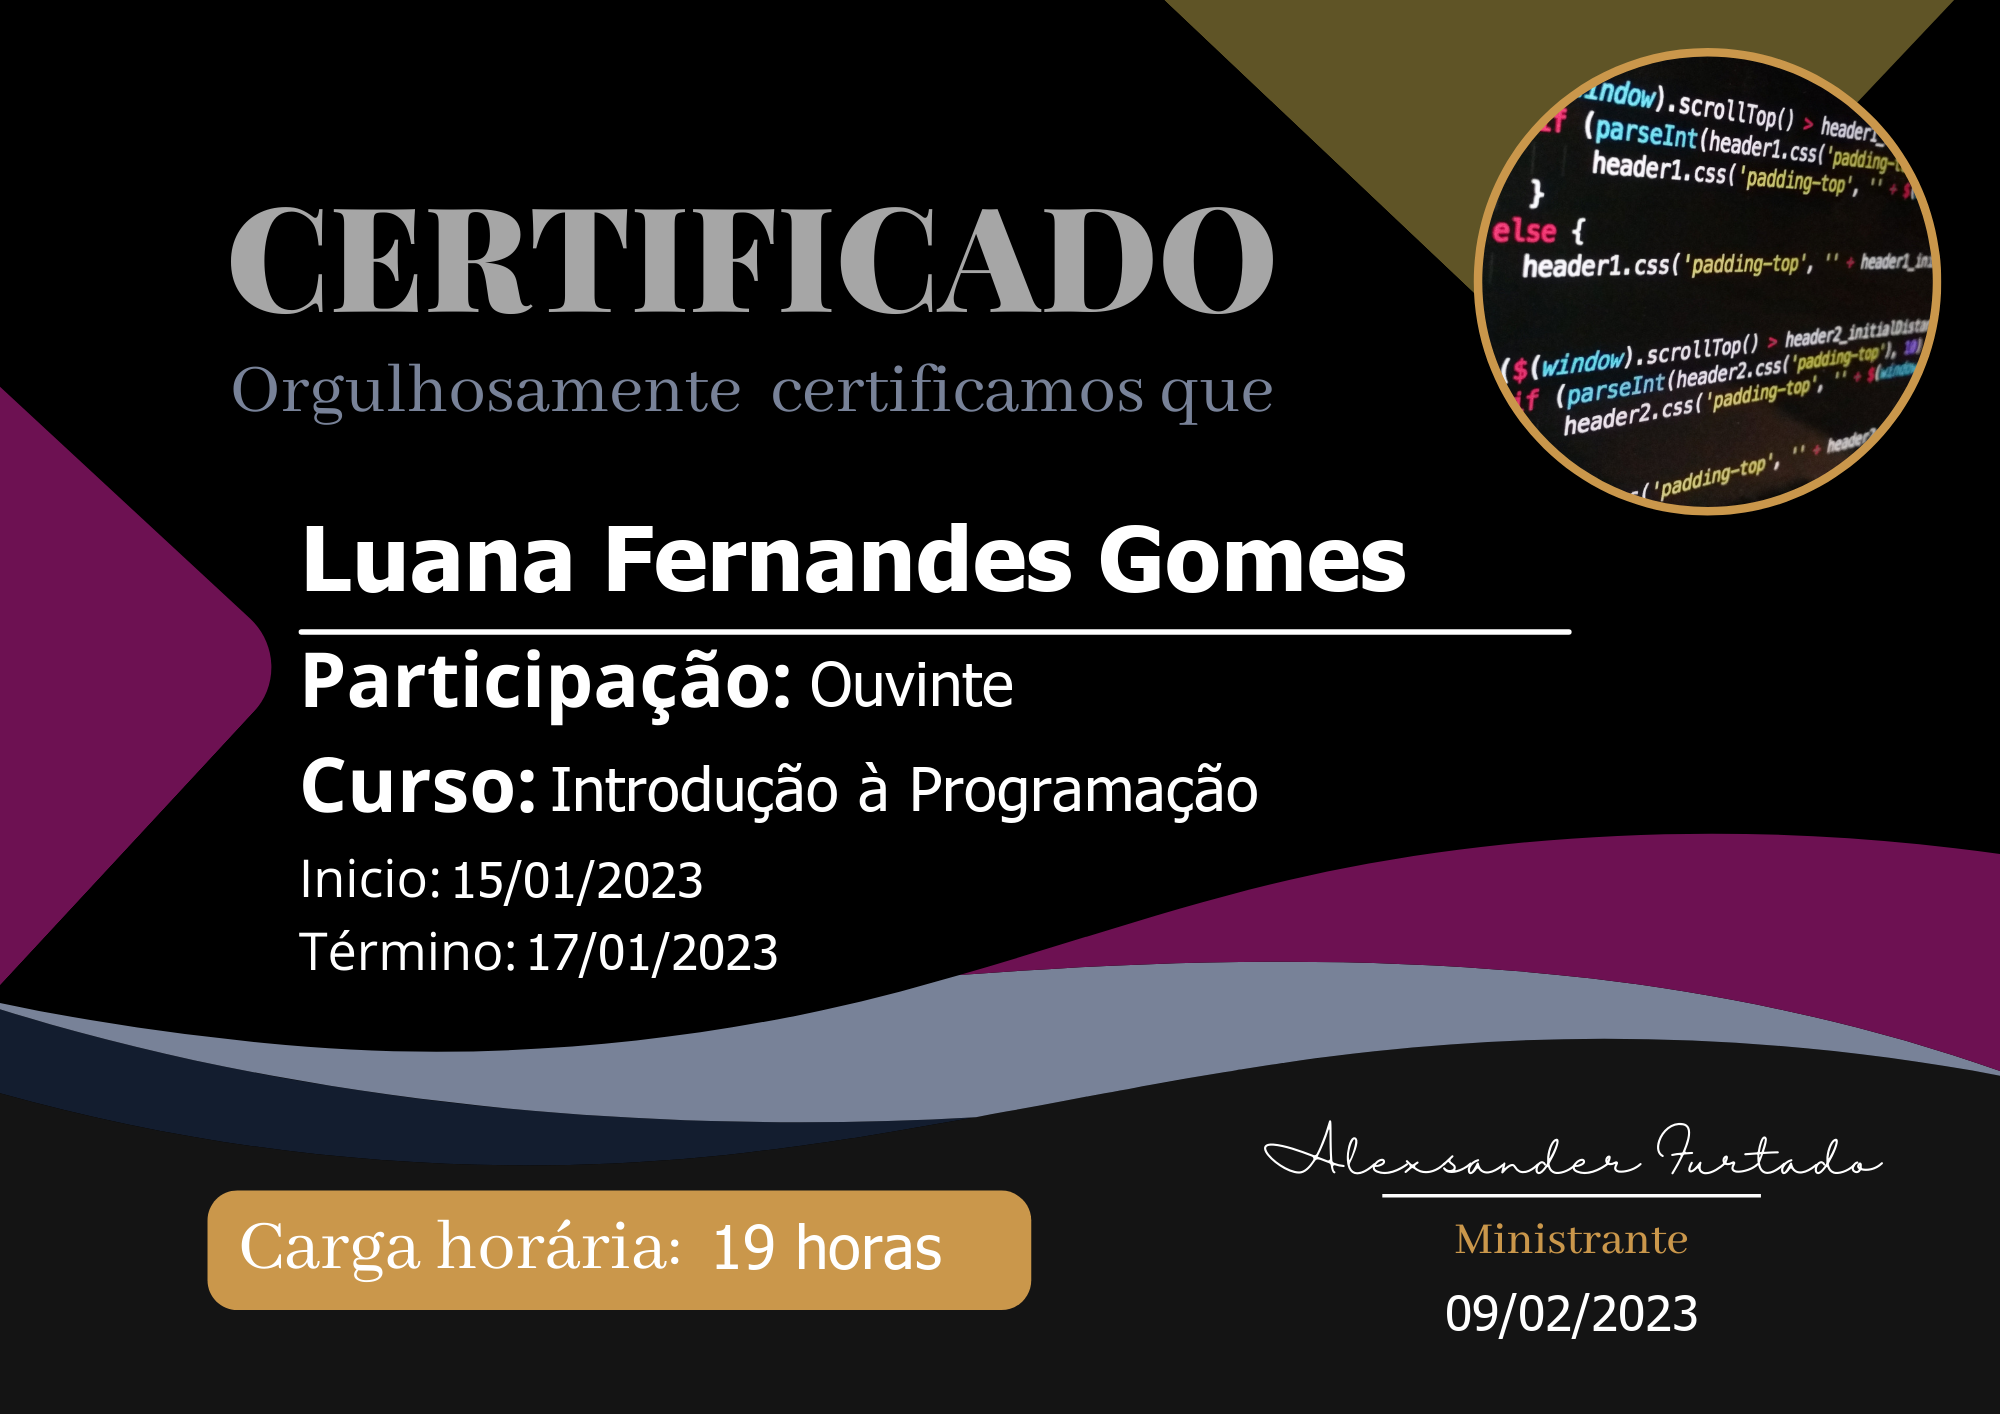 CERTIFICADO
Orgulhosamente certificamos que
Luana Fernandes Gomes
Participação: Ouvinte
Curso: Introdução à Programação
Inicio: 15/01/2023
Término: 17/01/2023
Carga horária: 19 horas
Alexsander Furtado
Ministrante
09/02/2023
indow).scrollTop() > header1_
if (parseInt(header1.css('padding-t
header1.css('padding-top', '' + $(
}
else {
header1.css('padding-top', '' + header1_ini
($(window).scrollTop() > header2_initialDista
if (parseInt(header2.css('padding-top'), 10)
header2.css('padding-top', '' + $(window
('padding-top', '' + header2